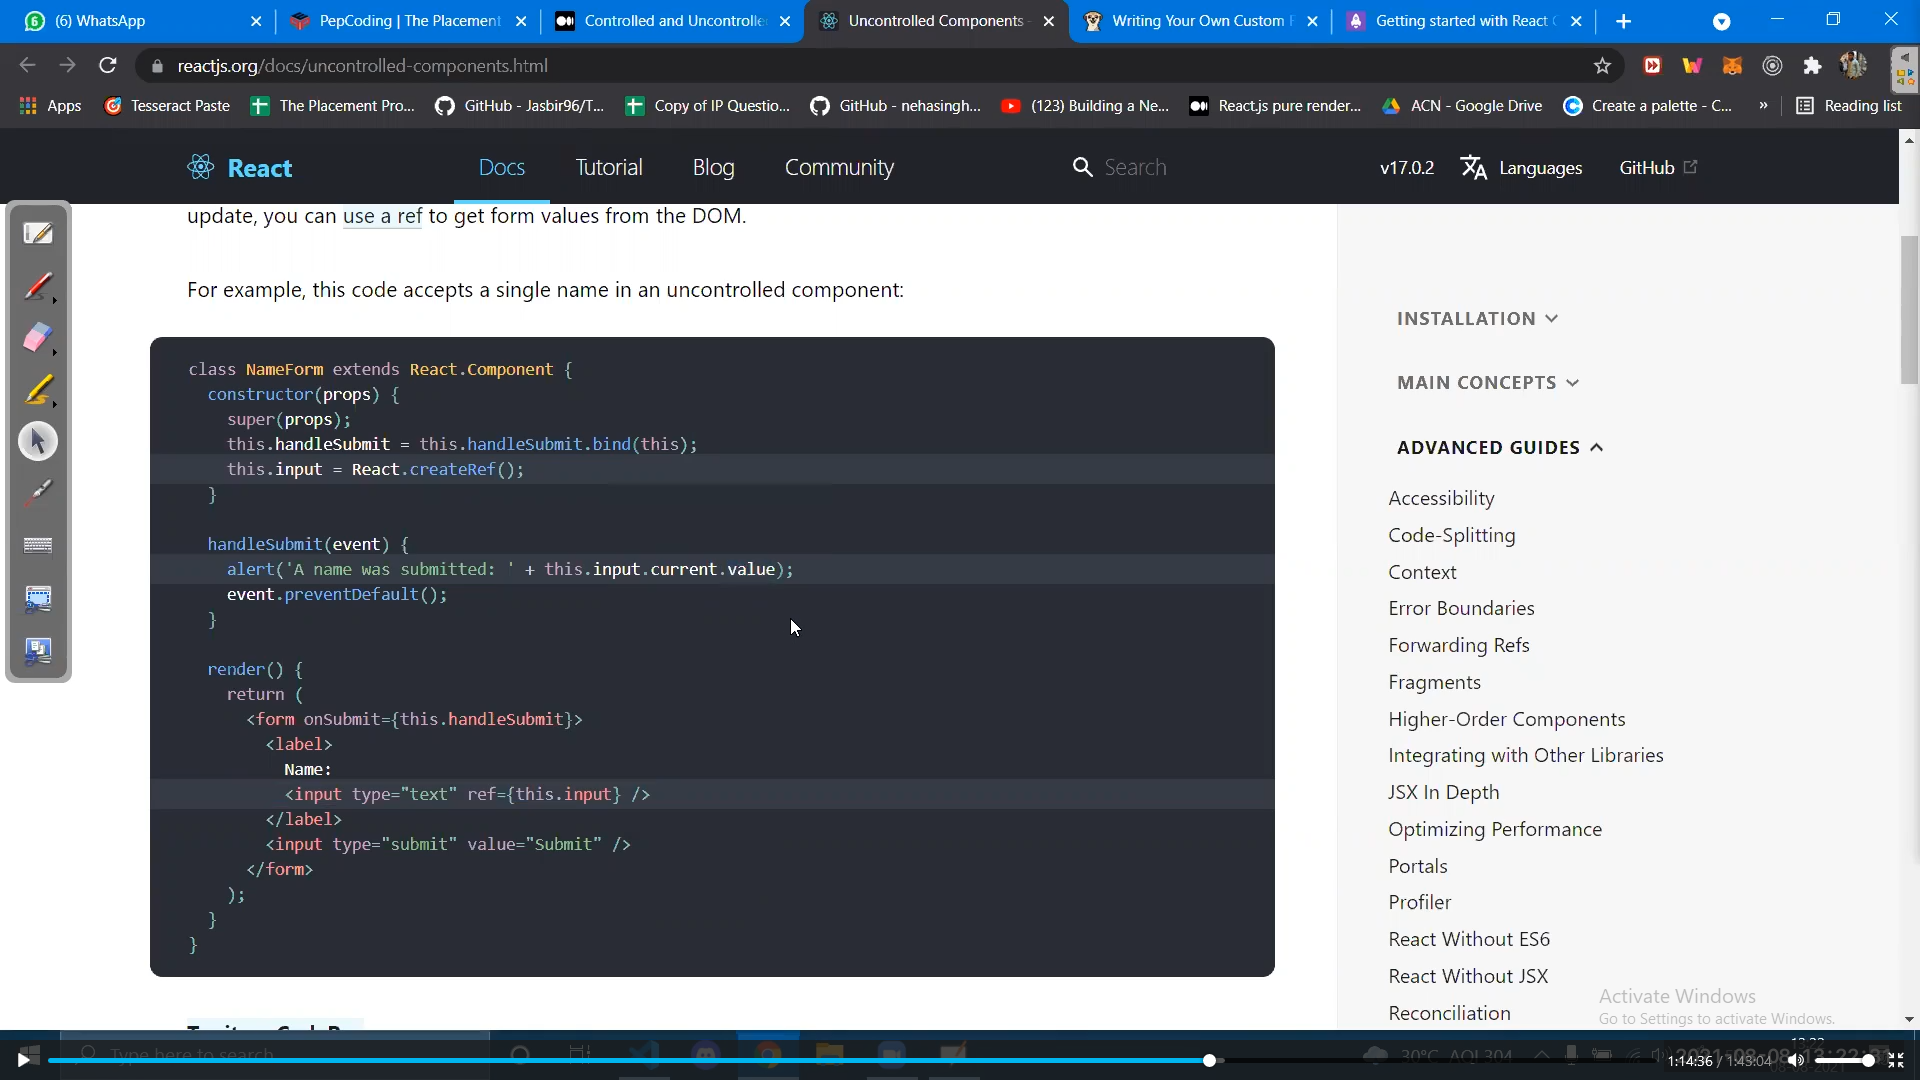 (6) WhatsApp
PepCoding | The Placement
Controlled and Uncontrolle
Uncontrolled Components -
Writing Your Own Custom
Getting started with React
reactjs.org/docs/uncontrolled-components.html
Apps
Tesseract Paste
The Placement Pro...
GitHub - Jasbir96/T...
Copy of IP Questio...
GitHub - nehasingh...
(123) Building a Ne...
React.js pure render...
ACN - Google Drive
Create a palette - C...
»
Reading list
React
Docs
Tutorial
Blog
Community
Search
v17.0.2
Languages
GitHub
update, you can use a ref to get form values from the DOM.
For example, this code accepts a single name in an uncontrolled component:
class NameForm extends React.Component {
constructor(props) {
super(props);
this.handleSubmit = this.handleSubmit.bind(this);
this.input = React.createRef();
}
handleSubmit(event) {
alert('A name was submitted: ' + this.input.current.value);
event.preventDefault();
}
render() {
return (
<form onSubmit={this.handleSubmit}>
<label>
Name:
<input type="text" ref={this.input} />
</label>
<input type="submit" value="Submit" />
</form>
);
}
}
INSTALLATION
MAIN CONCEPTS
ADVANCED GUIDES
Accessibility
Code-Splitting
Context
Error Boundaries
Forwarding Refs
Fragments
Higher-Order Components
Integrating with Other Libraries
JSX In Depth
Optimizing Performance
Portals
Profiler
React Without ES6
React Without JSX
Reconciliation
Activate Windows
Go to Settings to activate Windows.
Type here to search
30°C AQI 304
1:14:36 / 1:43:04